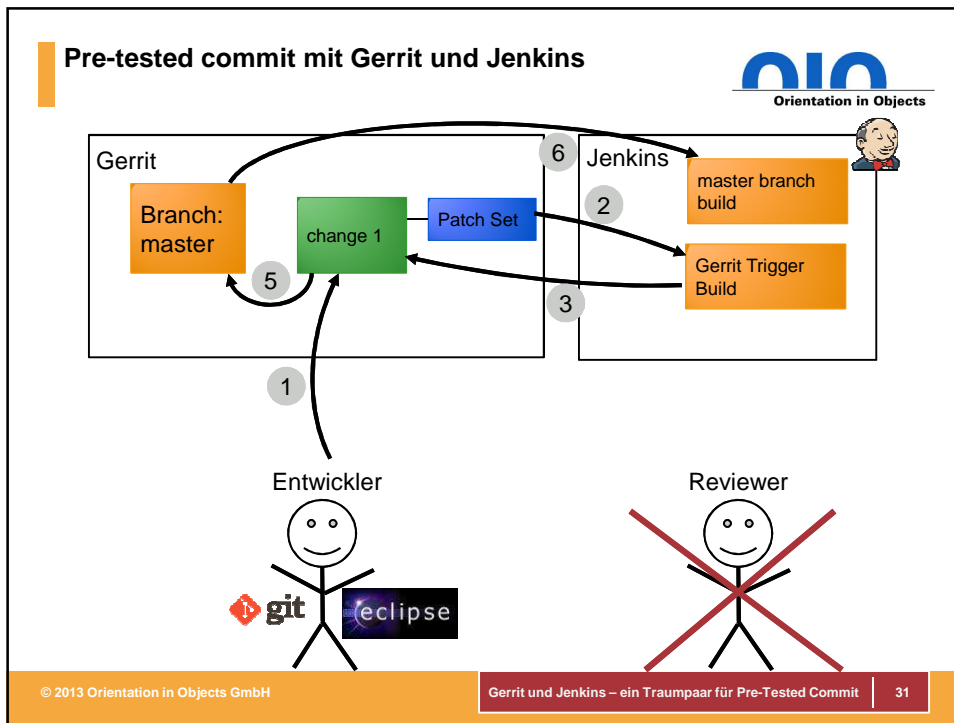 Pre-tested commit mit Gerrit und Jenkins
Orientation in Objects
Gerrit
6
Jenkins
master branch
build
Branch:
master
change 1
Patch Set
2
Gerrit Trigger
Build
5
3
1
Entwickler
Reviewer
git
eclipse
© 2013 Orientation in Objects GmbH
Gerrit und Jenkins – ein Traumpaar für Pre-Tested Commit
31